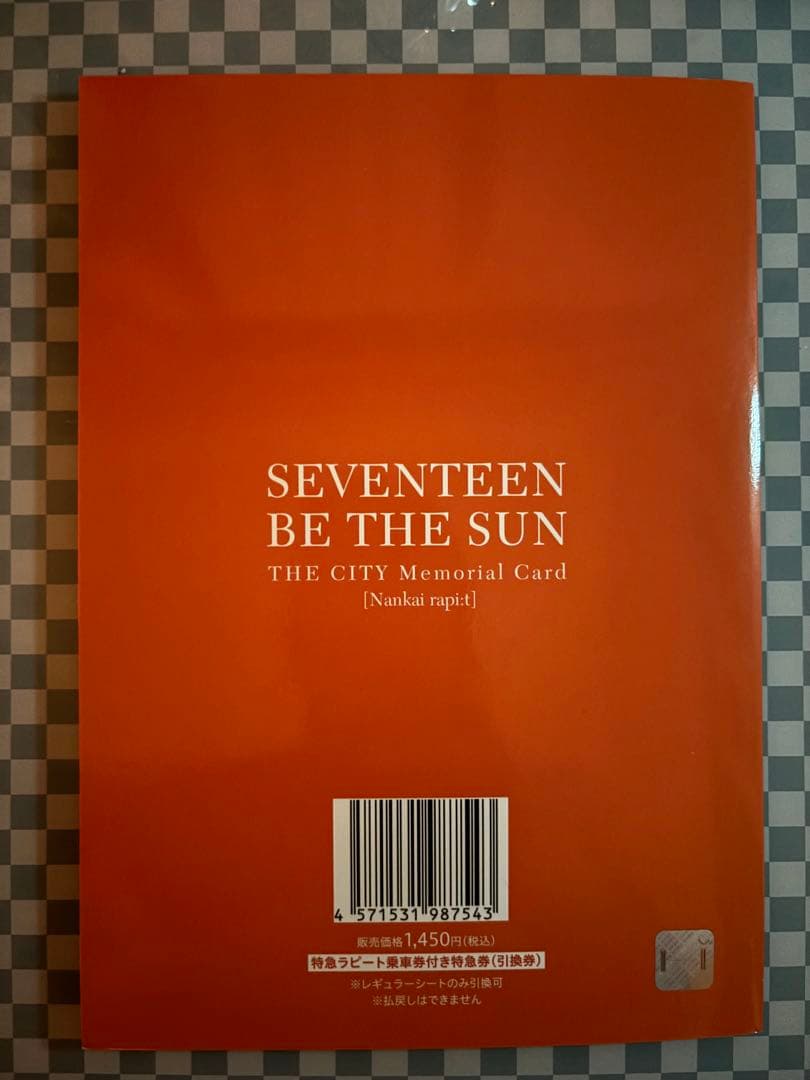 SEVENTEEN
BE THE SUN
THE CITY Memorial Card
[Nankai rapi:t]
4 571531 987543
販売価格1,450円(税込)
特急ラピート乗車券付き特急券(引換券)
※レギュラーシートのみ引換可
※払戻しはできません